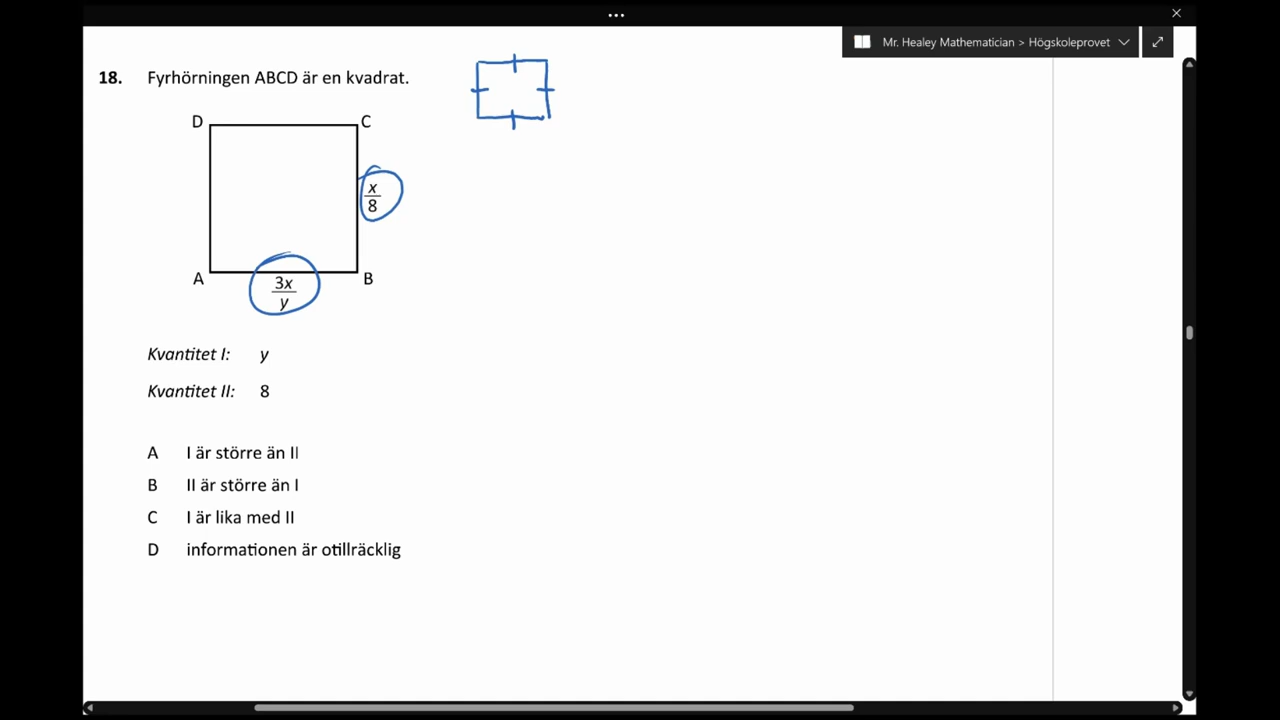 Mr. Healey Mathematician > Högskoleprovet
18. Fyrhörningen ABCD är en kvadrat.
D C
x
8
A B
3x
y
Kvantitet I: y
Kvantitet II: 8
A I är större än II
B II är större än I
C I är lika med II
D informationen är otillräcklig